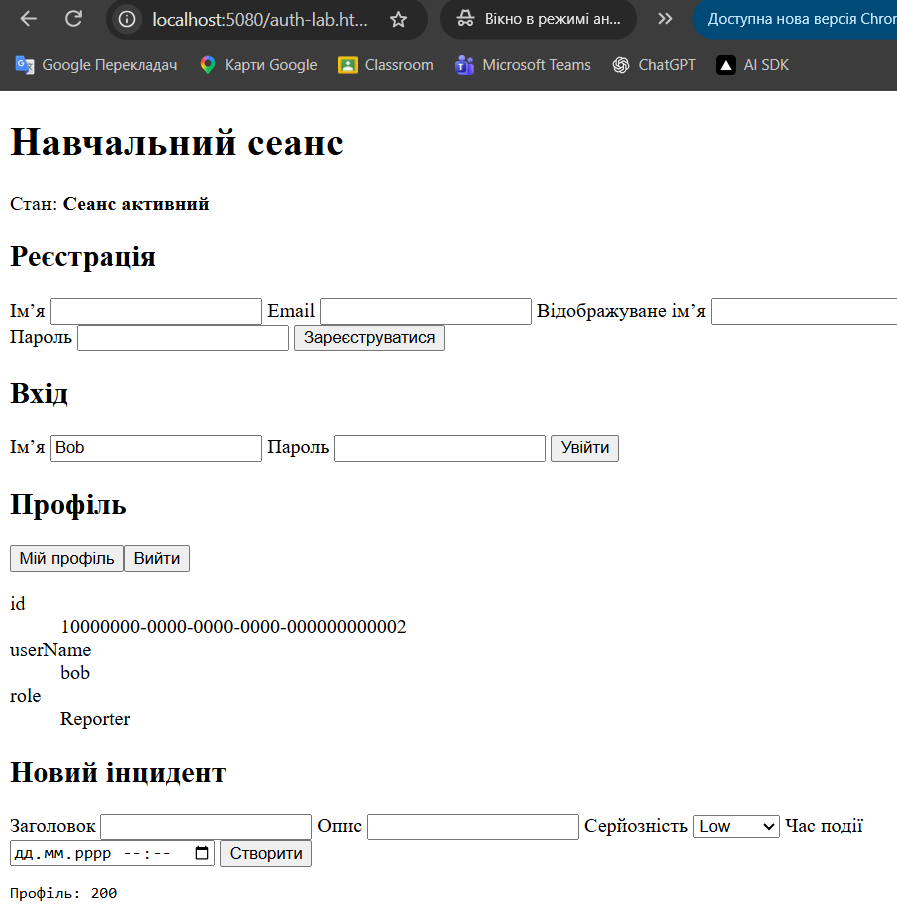 localhost:5080/auth-lab.ht... Вікно в режимі ан... Доступна нова версія Chron
Google Перекладач Карти Google Classroom Microsoft Teams ChatGPT AI SDK
Навчальний сеанс
Стан: Сеанс активний
Реєстрація
Ім’я Email Відображуване ім’я
Пароль Зареєструватися
Вхід
Ім’я Bob Пароль Увійти
Профіль
Мій профіль Вийти
id
10000000-0000-0000-0000-000000000002
userName
bob
role
Reporter
Новий інцидент
Заголовок Опис Серйозність Low Час події
дд.мм.рррр --:-- Створити
Профіль: 200